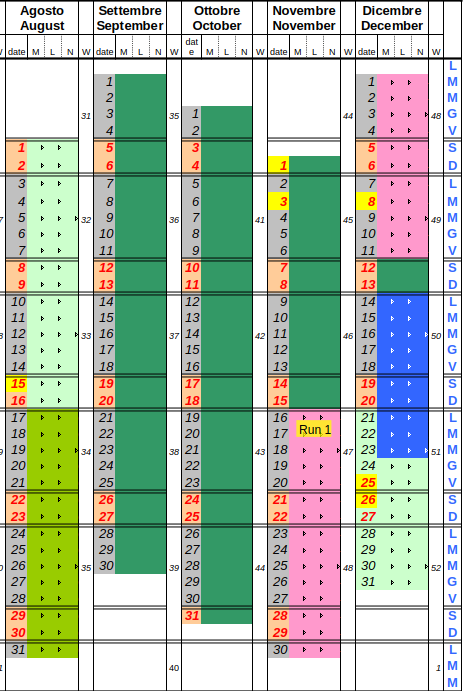 Agosto Settembre Ottobre Novembre Dicembre
August September October November December
date M L N W date M L N W dat e M L N W date M L N W date M L N W
L
1 1 M
2 2 M
31 3 35 1 44 3 48 G
4 2 4 V
1 5 3 5 S
2 6 4 1 6 D
3 7 5 2 7 L
4 8 6 3 8 M
5 32 9 36 7 41 4 45 9 49 M
6 10 8 5 10 G
7 11 9 6 11 V
8 12 10 7 12 S
9 13 11 8 13 D
10 14 12 9 14 L
11 15 13 10 15 M
12 33 16 37 14 42 11 46 16 50 M
13 17 15 12 17 G
14 18 16 13 18 V
15 19 17 14 19 S
16 20 18 15 20 D
17 21 19 16 21 L
18 22 20 17 Run 1 22 M
19 34 23 38 21 43 18 47 23 51 M
20 24 22 19 24 G
21 25 23 20 25 V
22 26 24 21 26 S
23 27 25 22 27 D
24 28 26 23 28 L
25 29 27 24 29 M
26 35 30 39 28 44 25 48 30 52 M
27 29 26 31 G
28 30 27 V
29 31 28 S
30 29 D
31 30 L
40 1 M
M